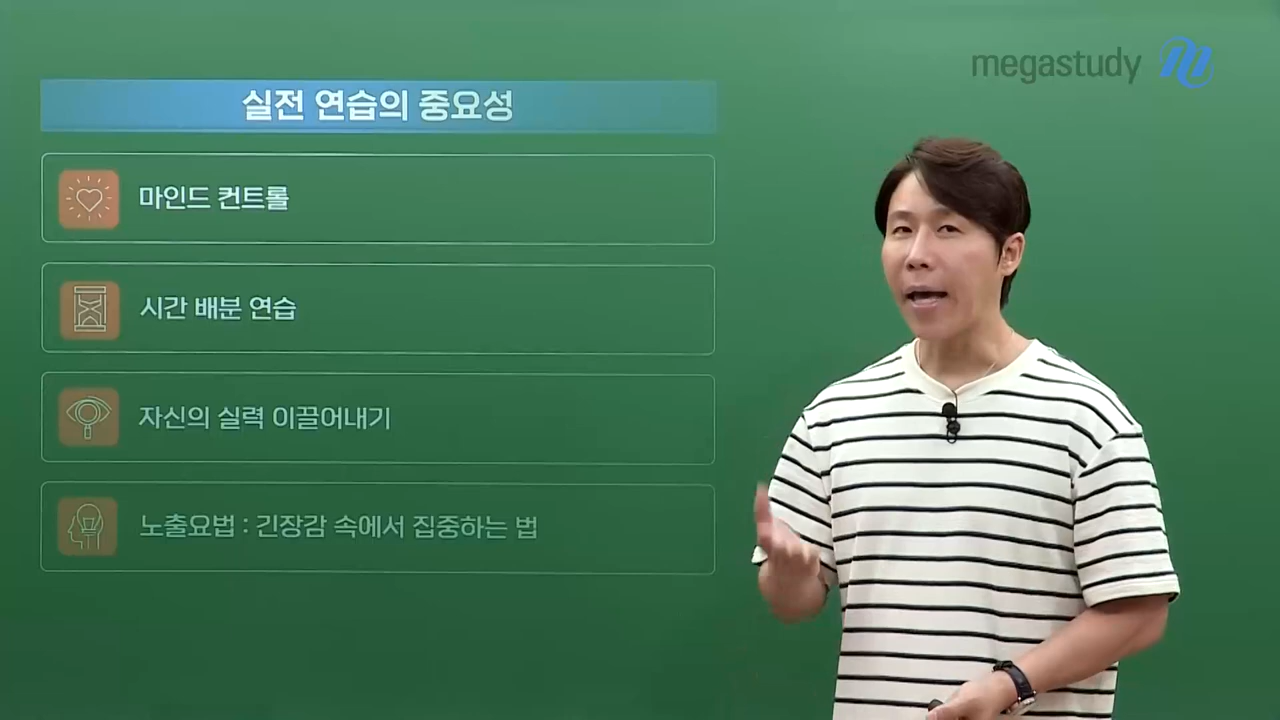 megastudy
실전 연습의 중요성
마인드 컨트롤
시간 배분 연습
자신의 실력 이끌어내기
노출요법 : 긴장감 속에서 집중하는 법